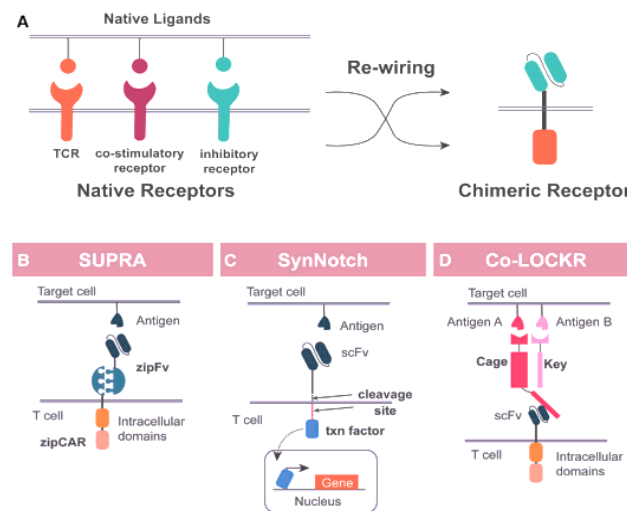 A
Native Ligands
Re-wiring
TCR
co-stimulatory
receptor
inhibitory
receptor
Native Receptors
Chimeric Receptor
B SUPRA
Target cell
Antigen
zipFv
T cell
zipCAR
Intracellular
domains
C SynNotch
Target cell
Antigen
scFv
cleavage
site
T cell
txn factor
Gene
Nucleus
D Co-LOCKR
Target cell
Antigen A
Antigen B
Cage
Key
scFv
T cell
Intracellular
domains